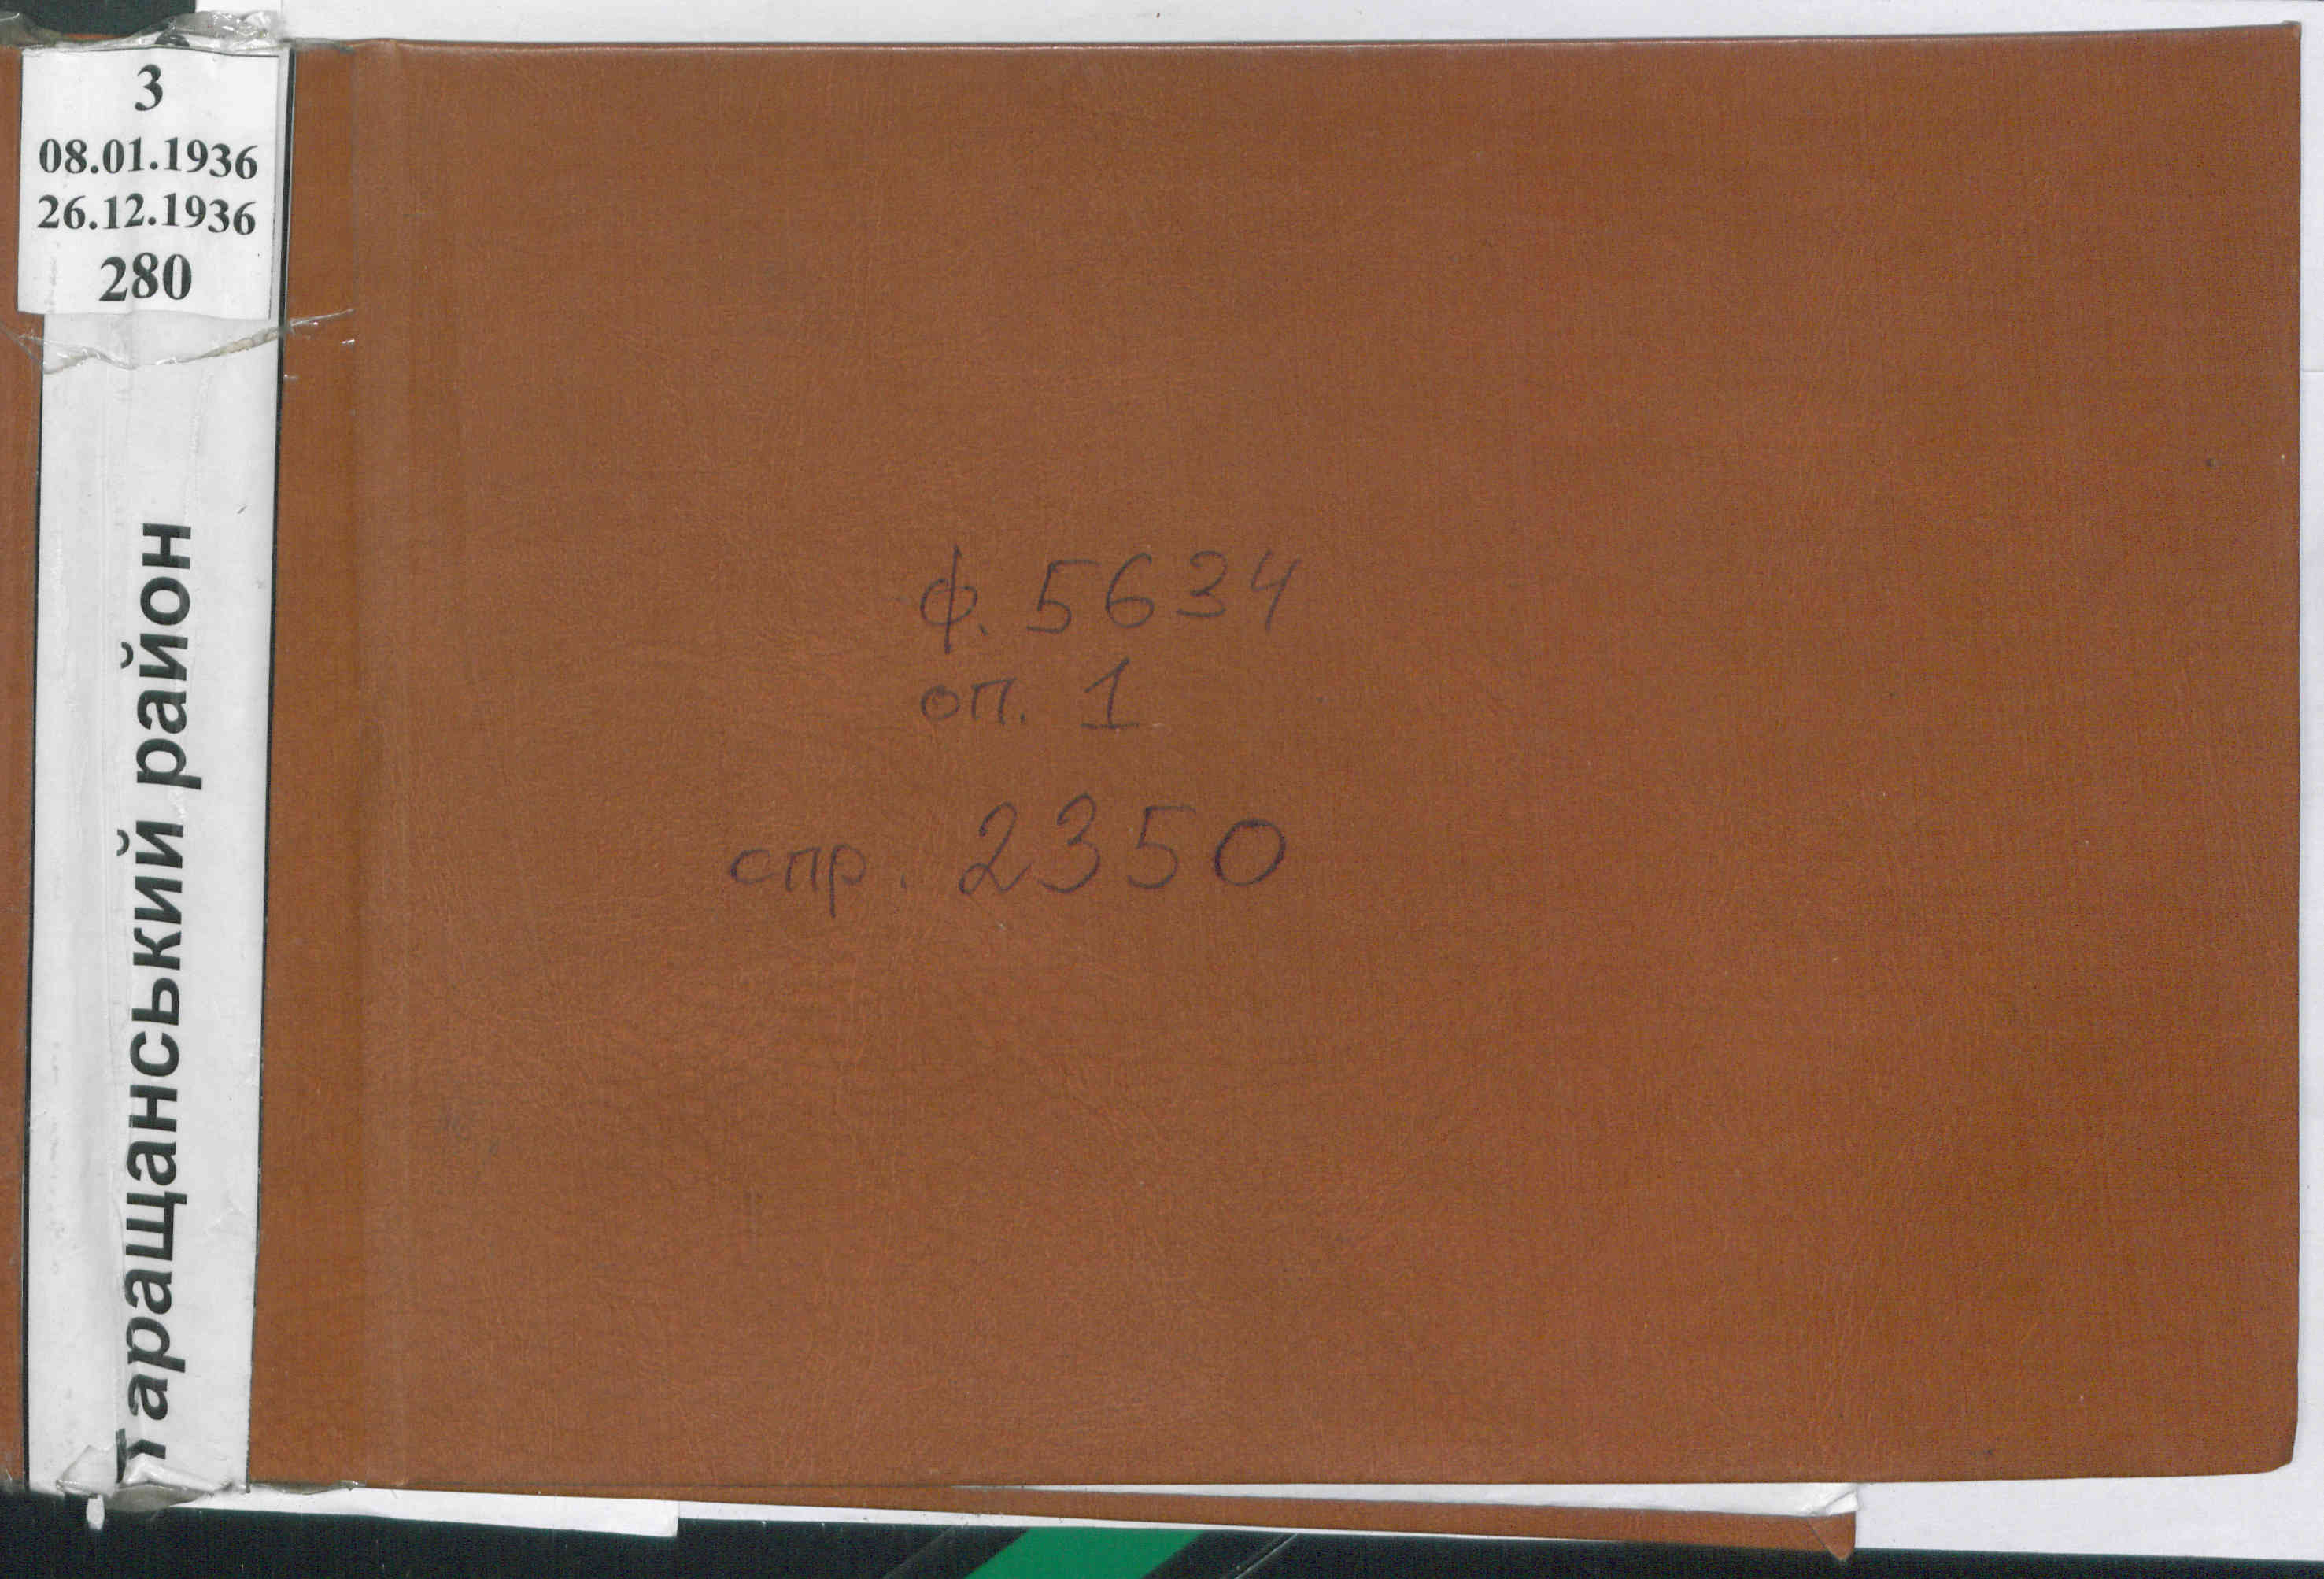 3
08.01.1936
26.12.1936
280
Таращанський район
ф. 5634
оп. 1
спр. 2350